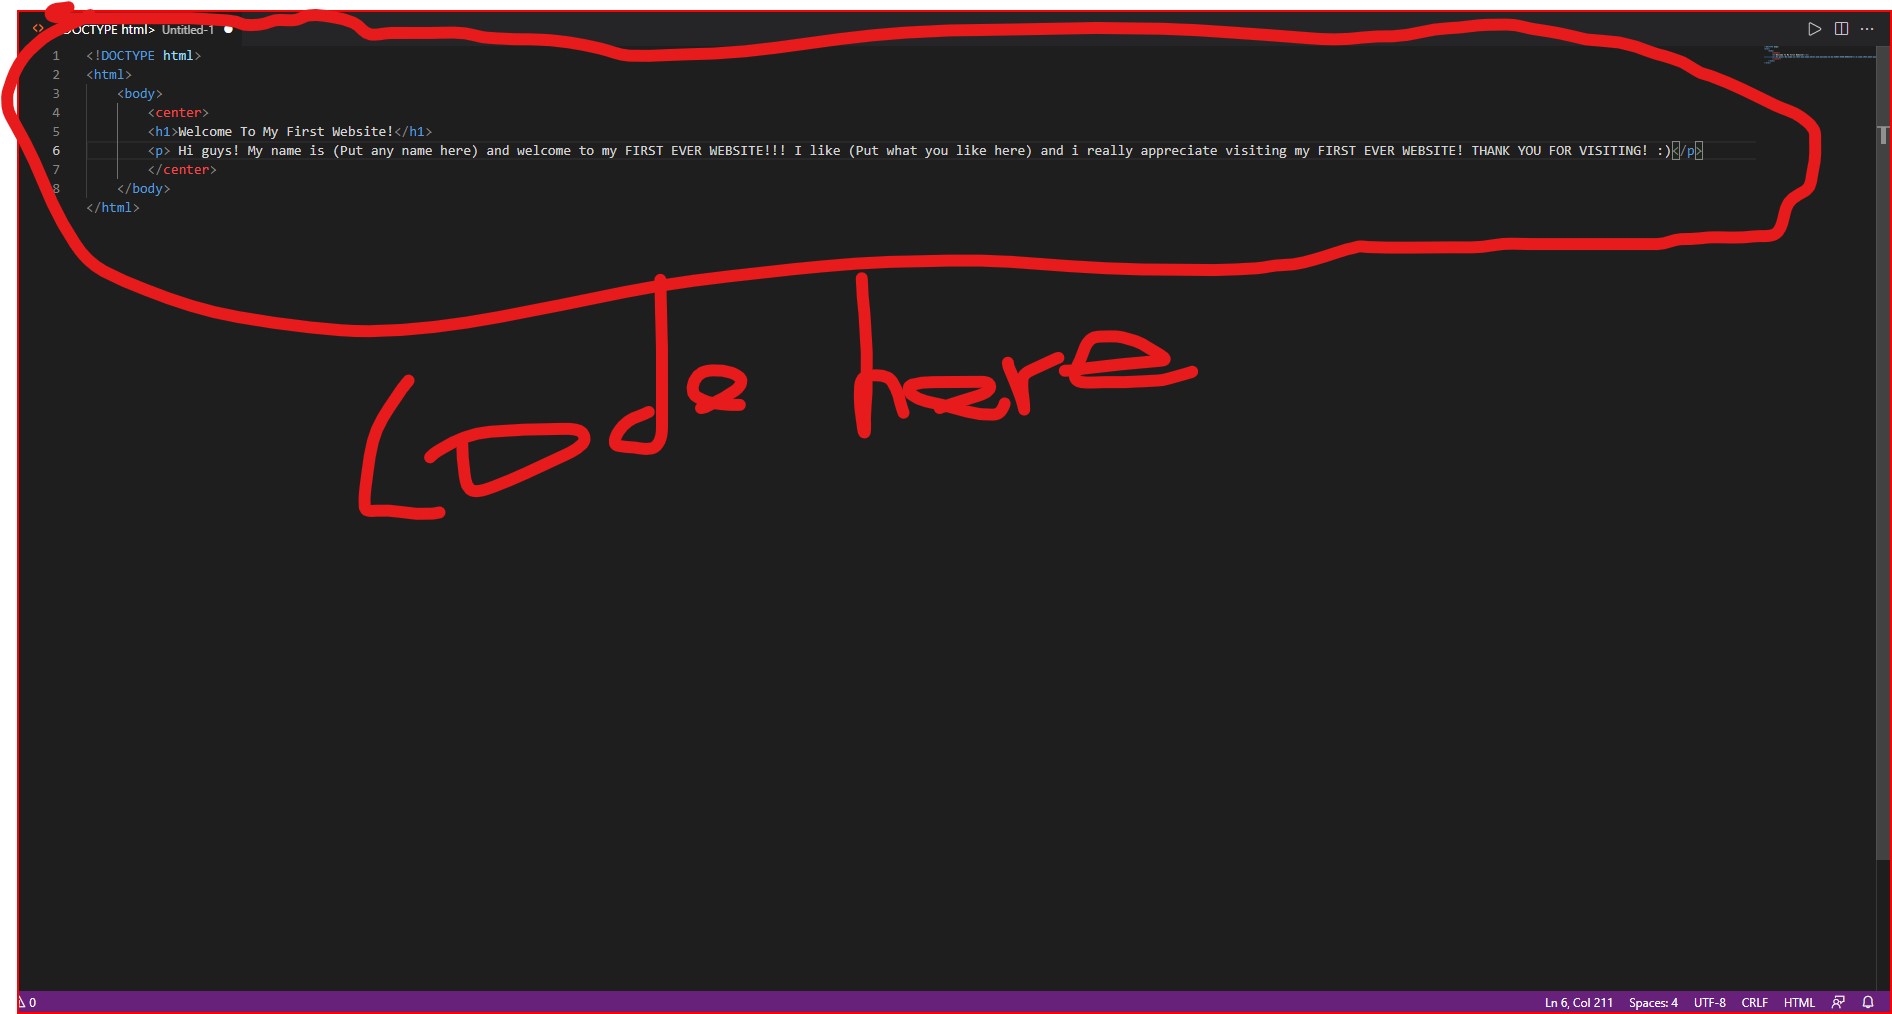 DOCTYPE html> Untitled-1
1 <!DOCTYPE html>
2 <html>
3 <body>
4 <center>
5 <h1>Welcome To My First Website!</h1>
6 <p> Hi guys! My name is (Put any name here) and welcome to my FIRST EVER WEBSITE!!! I like (Put what you like here) and i really appreciate visiting my FIRST EVER WEBSITE! THANK YOU FOR VISITING! :)</p>
7 </center>
8 </body>
</html>
Code here
0 Ln 6, Col 211 Spaces: 4 UTF-8 CRLF HTML